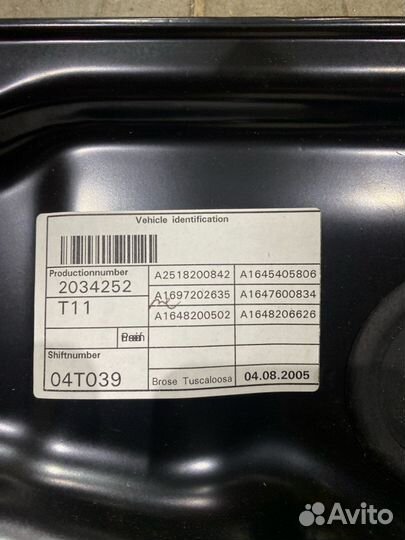 Vehicle identification
Productionnumber
2034252
T11
A2518200842 A1645405806
A1697202635 A1647600834
A1648200502 A1648206626
Shiftnumber
04T039
Brose Tuscaloosa 04.08.2005
Avito